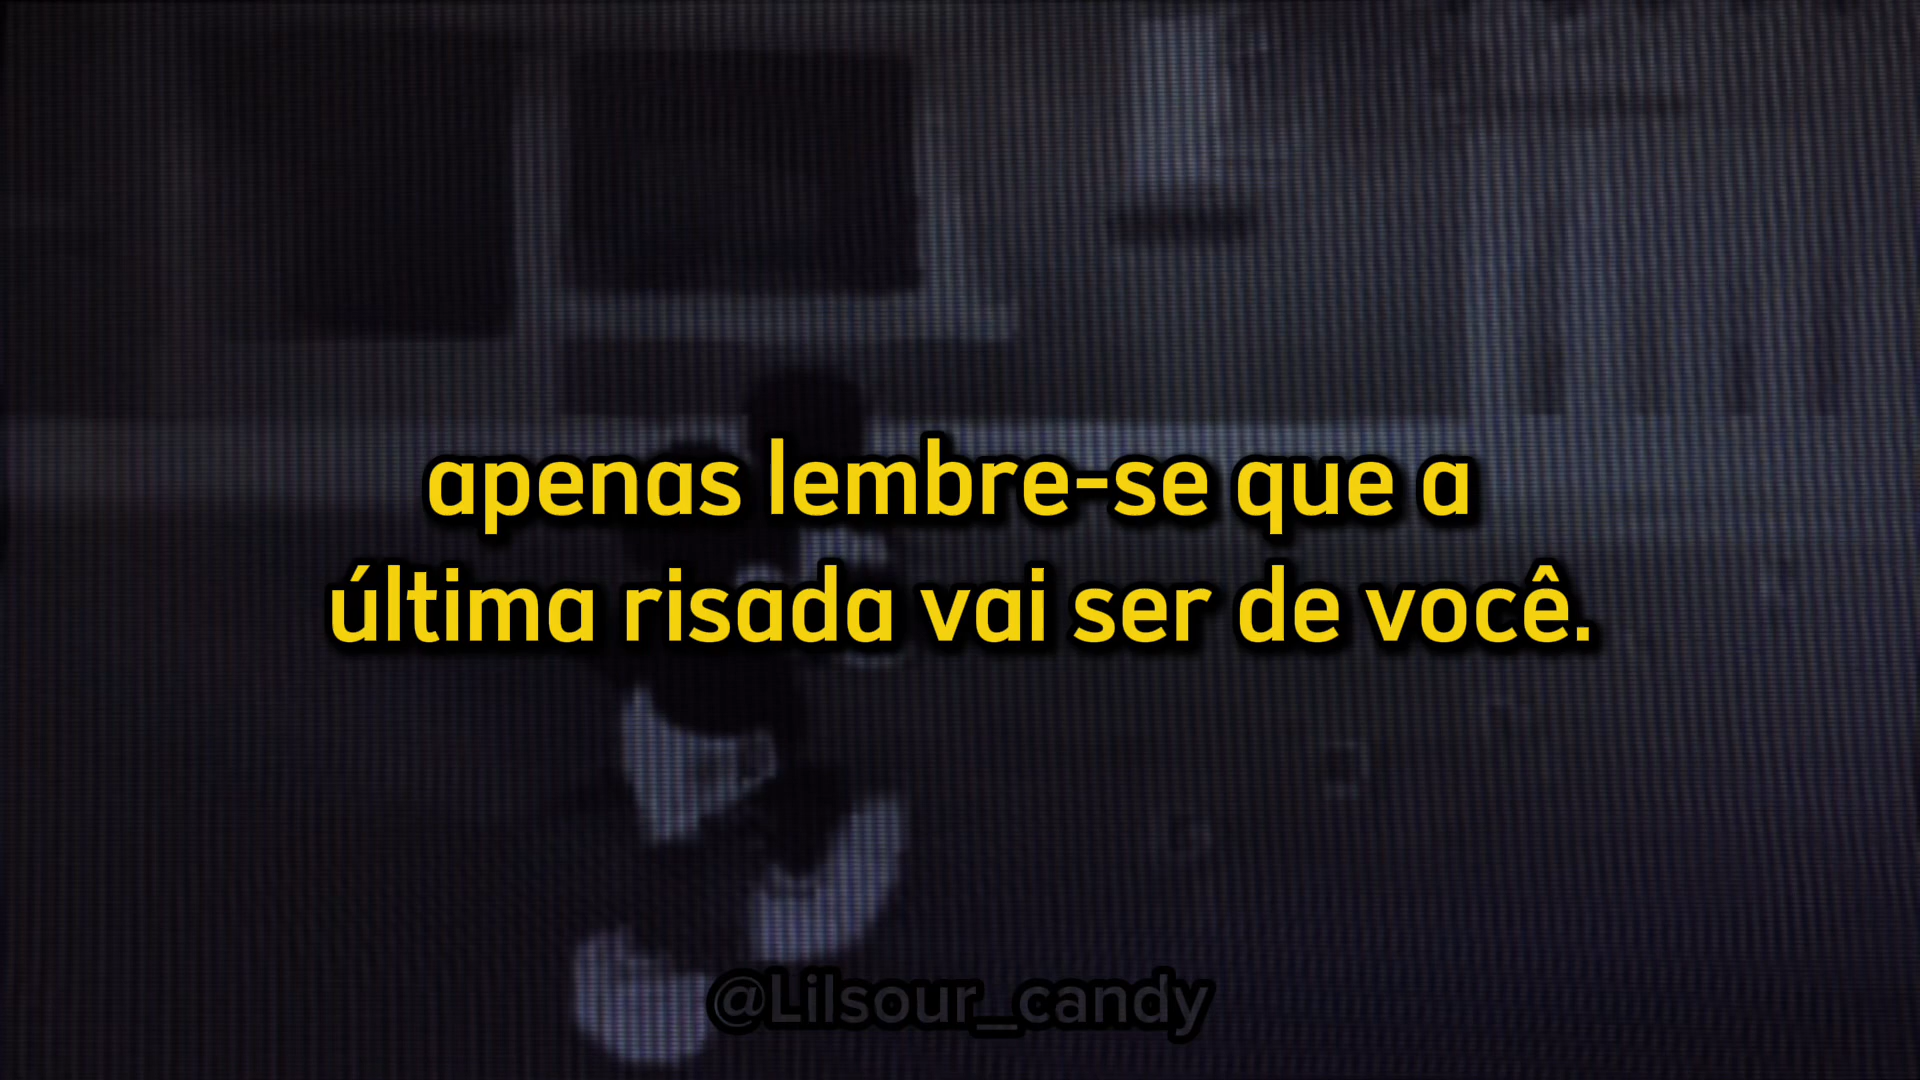 apenas lembre-se que a
última risada vai ser de você.
@Lilsour_candy